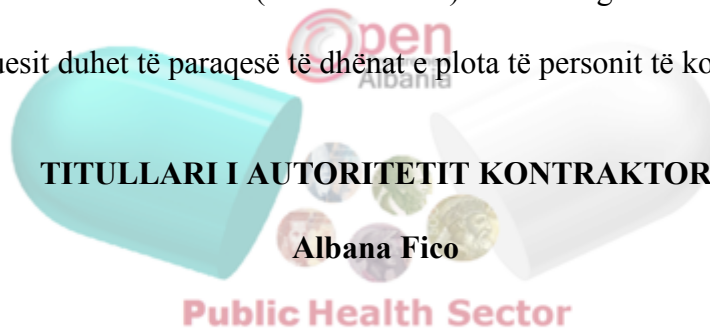 Open
Albania
uesit duhet të paraqesë të dhënat e plota të personit të
TITULLARI I AUTORITETIT KONTRAKTOR
Albana Fico
Public Health Sector